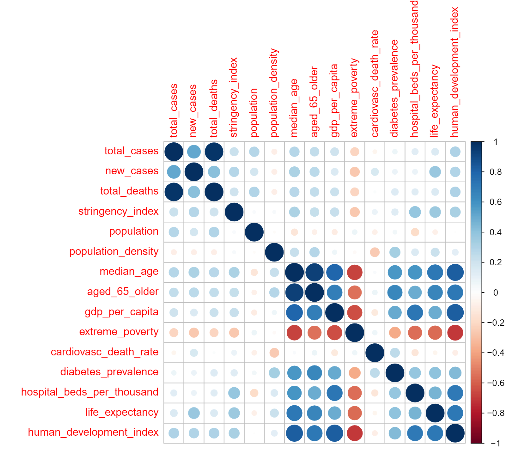 total_cases
new_cases
total_deaths
stringency_index
population
population_density
median_age
aged_65_older
gdp_per_capita
extreme_poverty
cardiovasc_death_rate
diabetes_prevalence
hospital_beds_per_thousand
life_expectancy
human_development_index
total_cases
new_cases
total_deaths
stringency_index
population
population_density
median_age
aged_65_older
gdp_per_capita
extreme_poverty
cardiovasc_death_rate
diabetes_prevalence
hospital_beds_per_thousand
life_expectancy
human_development_index
1
0.8
0.6
0.4
0.2
0
−0.2
−0.4
−0.6
−0.8
−1